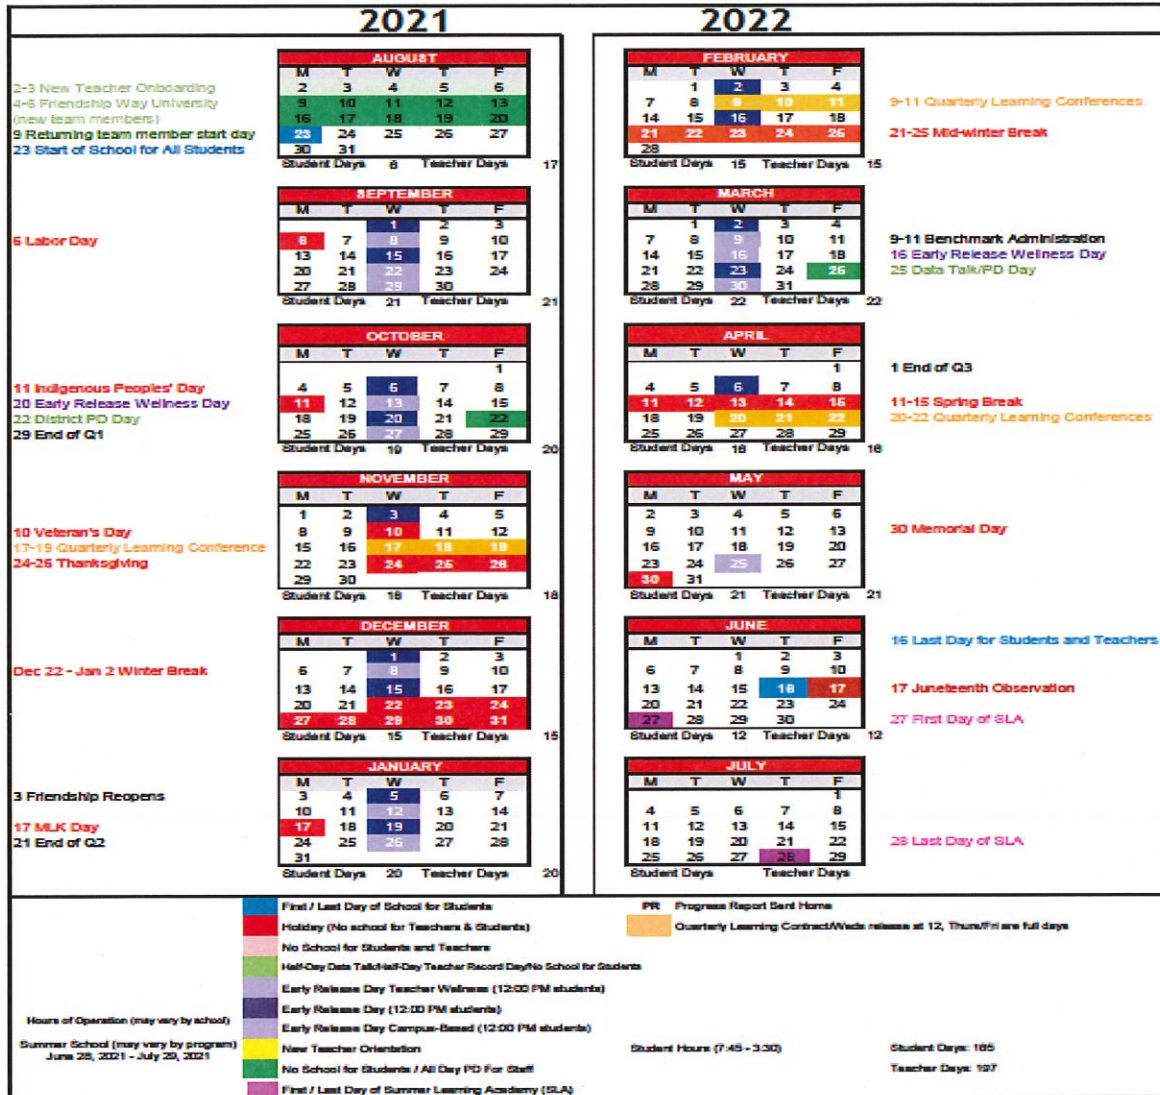 2021
AUGUST
M T W T F
2-3 New Teacher Onboarding 2 3 4 5 6
4-6 Friendship Way University 9 10 11 12 13
(new team members) 16 17 18 19 20
9 Returning team member start day 23 24 25 26 27
23 Start of School for All Students 30 31
Student Days Teacher Days 17
SEPTEMBER
M T W T F
1 2 3
6 Labor Day 6 7 8 9 10
13 14 15 16 17
20 21 22 23 24
27 28 29 30
Student Days 21 Teacher Days 21
OCTOBER
M T W T F
1
11 Indigenous Peoples' Day 4 5 6 7 8
20 Early Release Wellness Day 11 12 13 14 15
22 District PD Day 18 19 20 21 22
29 End of Q1 25 26 27 28 29
Student Days 19 Teacher Days 20
NOVEMBER
M T W T F
1 2 3 4 5
10 Veteran's Day 8 9 10 11 12
17-19 Quarterly Learning Conference 15 16 17 18 19
24-26 Thanksgiving 22 23 24 25 26
29 30
Student Days 18 Teacher Days 18
DECEMBER
M T W T F
1 2 3
Dec 22 - Jan 2 Winter Break 6 7 8 9 10
13 14 15 16 17
20 21 22 23 24
27 28 29 30 31
Student Days 15 Teacher Days 15
JANUARY
M T W T F
3 Friendship Reopens 3 4 5 6 7
10 11 12 13 14
17 MLK Day 17 18 19 20 21
21 End of Q2 24 25 26 27 28
31
Student Days 20 Teacher Days 20
2022
FEBRUARY
M T W T F
1 2 3 4
7 8 9 10 11 9-11 Quarterly Learning Conferences
14 15 16 17 18
21 22 23 24 25 21-25 Mid-winter Break
28
Student Days 15 Teacher Days 15
MARCH
M T W T F
1 2 3 4
7 8 9 10 11 9-11 Benchmark Administration
14 15 16 17 18 16 Early Release Wellness Day
21 22 23 24 25 25 Data Talk/PD Day
28 29 30 31
Student Days 22 Teacher Days 22
APRIL
M T W T F
1 1 End of Q3
4 5 6 7 8
11 12 13 14 15 11-15 Spring Break
18 19 20 21 22 20-22 Quarterly Learning Conferences
25 26 27 28 29
Student Days 16 Teacher Days 16
MAY
M T W T F
2 3 4 5 6
9 10 11 12 13 30 Memorial Day
16 17 18 19 20
23 24 25 26 27
30 31
Student Days 21 Teacher Days 21
JUNE
M T W T F 16 Last Day for Students and Teachers
1 2 3
6 7 8 9 10
13 14 15 16 17 17 Juneteenth Observation
20 21 22 23 24
27 28 29 30 27 First Day of SLA
Student Days 12 Teacher Days 12
JULY
M T W T F
1
4 5 6 7 8
11 12 13 14 15
18 19 20 21 22 28 Last Day of SLA
25 26 27 28 29
Student Days Teacher Days
First / Last Day of School for Students
Holiday (No school for Teachers & Students)
No School for Students and Teachers
Half-Day Data Talk/Half-Day Teacher Record Day/No School for Students
Early Release Day Teacher Wellness (12:00 PM students)
Early Release Day (12:00 PM students)
Early Release Day Campus-Based (12:00 PM students)
New Teacher Orientation
No School for Students / All Day PD For Staff
First / Last Day of Summer Learning Academy (SLA)
Hours of Operation (may vary by school)
Summer School (may vary by program)
June 28, 2021 - July 29, 2021
PR Progress Report Sent Home
Quarterly Learning Contract/Weds release at 12, Thurs/Fri are full days
Student Hours (7:45 - 3:30)
Student Days: 185
Teacher Days: 197